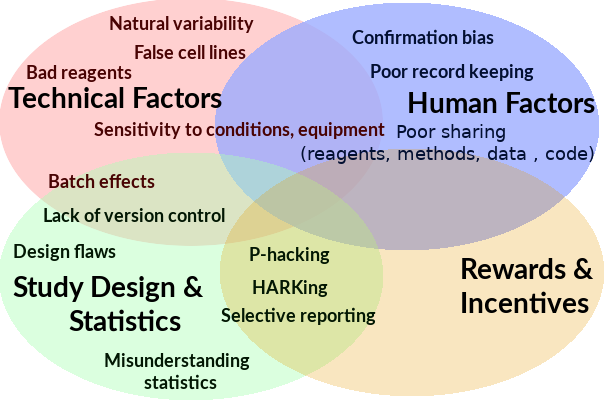 Natural variability
False cell lines
Bad reagents
Technical Factors
Sensitivity to conditions, equipment
Confirmation bias
Poor record keeping
Human Factors
Poor sharing
(reagents, methods, data , code)
Batch effects
Lack of version control
Design flaws
Study Design &
Statistics
Misunderstanding
statistics
P-hacking
HARKing
Selective reporting
Rewards &
Incentives